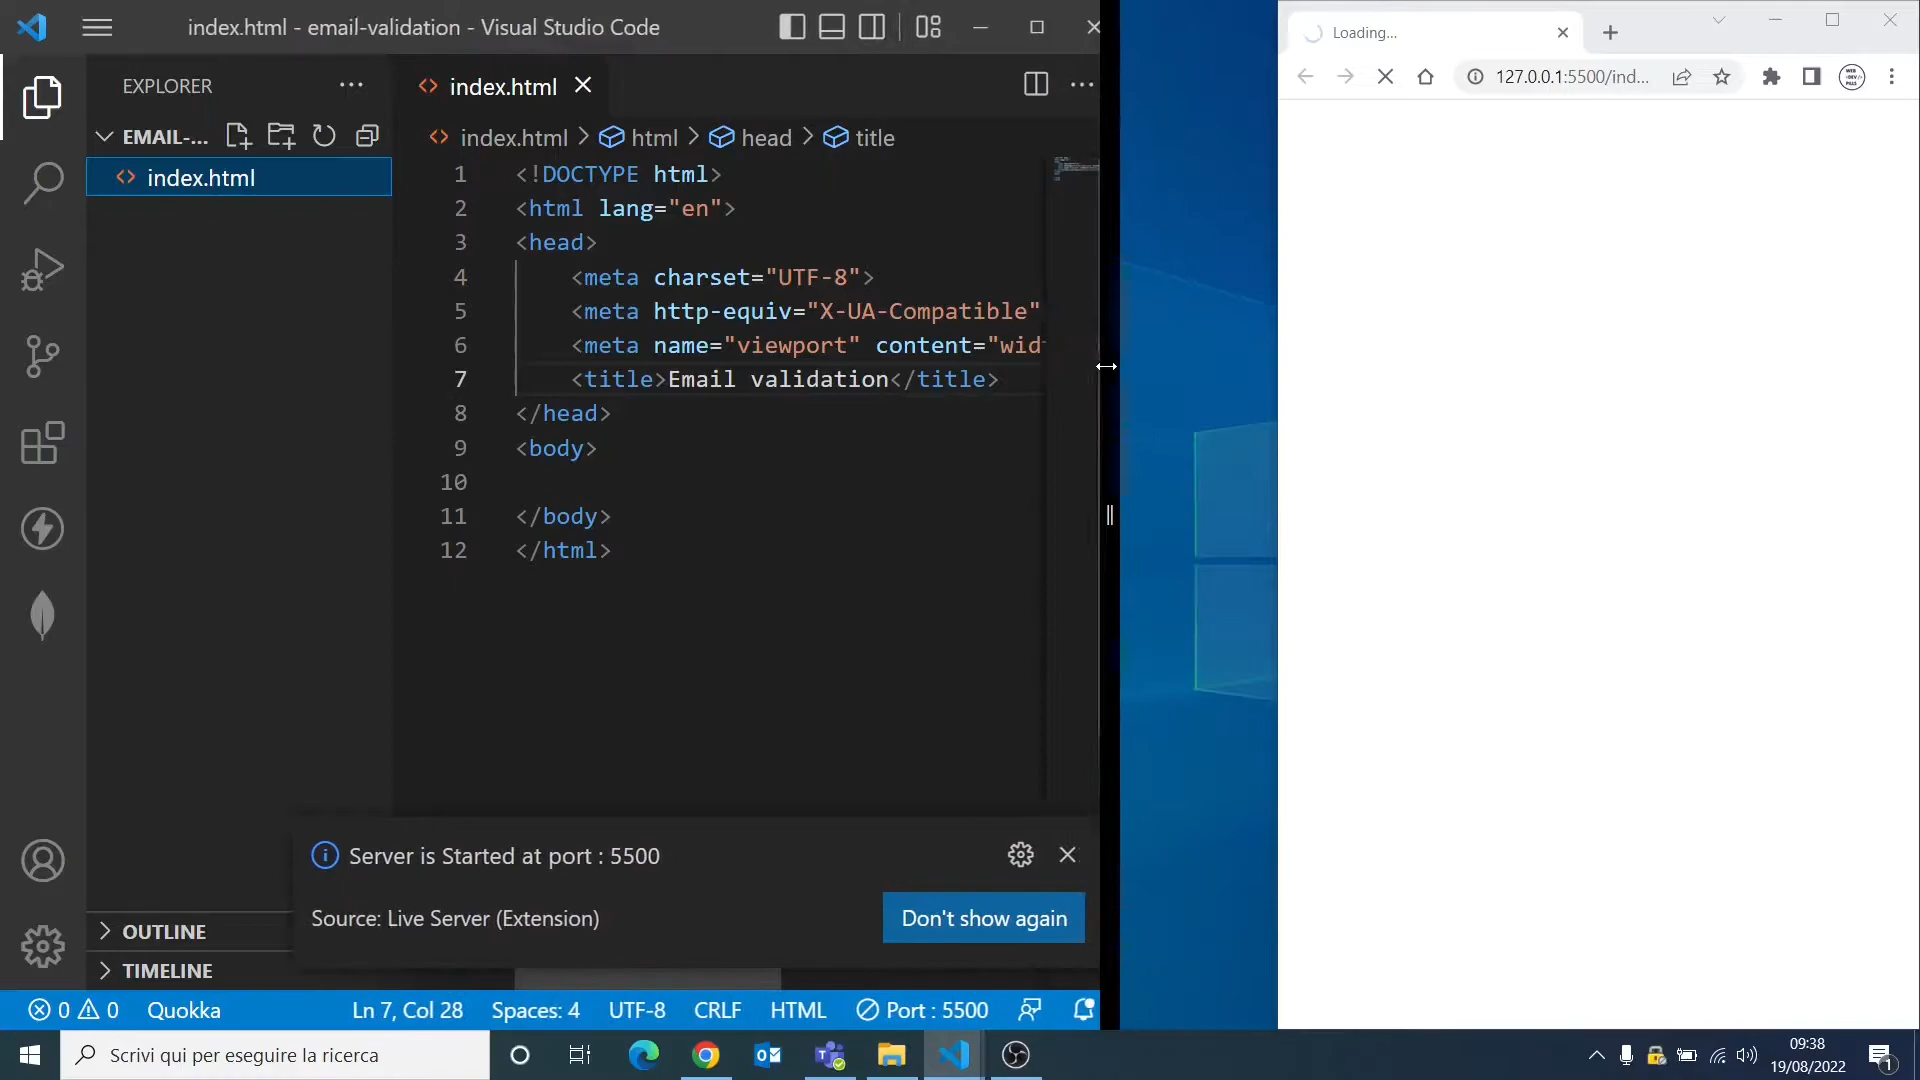 index.html - email-validation - Visual Studio Code
EXPLORER
EMAIL-...
index.html
OUTLINE
TIMELINE
index.html
index.html > html > head > title
1 <!DOCTYPE html>
2 <html lang="en">
3 <head>
4 <meta charset="UTF-8">
5 <meta http-equiv="X-UA-Compatible"
6 <meta name="viewport" content="wid
7 <title>Email validation</title>
8 </head>
9 <body>
10
11 </body>
12 </html>
Server is Started at port : 5500
Source: Live Server (Extension)
Don't show again
0 0 Quokka Ln 7, Col 28 Spaces: 4 UTF-8 CRLF HTML Port : 5500
Loading...
127.0.0.1:5500/ind...
Scrivi qui per eseguire la ricerca
09:38
19/08/2022
1